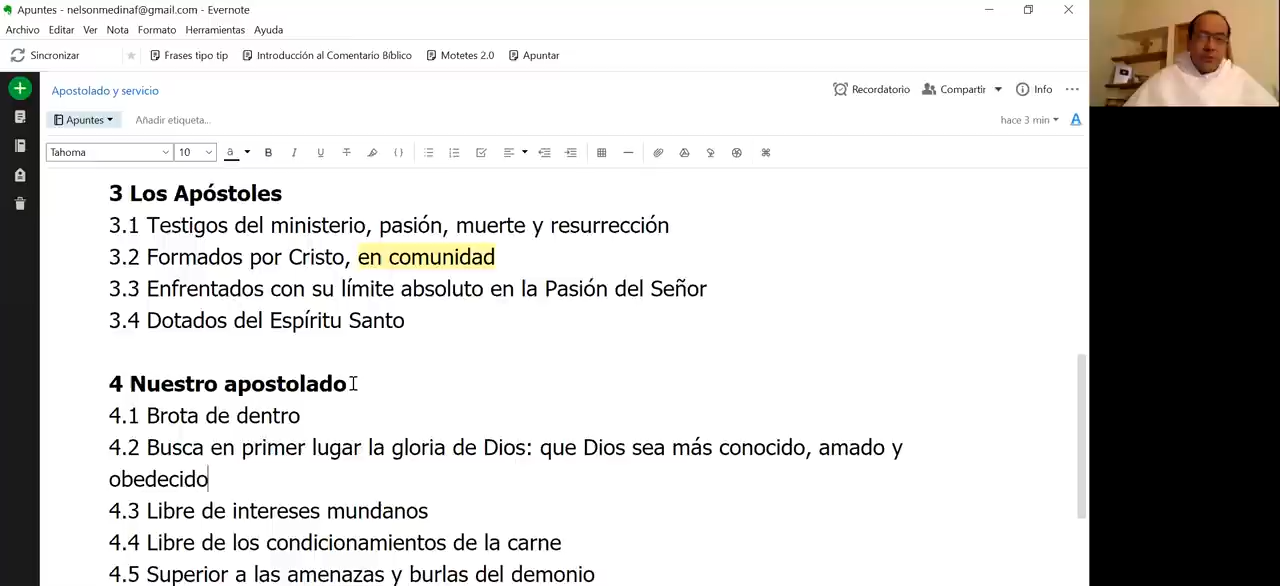 Apuntes - nelsonmedinaf@gmail.com - Evernote
Archivo Editar Ver Nota Formato Herramientas Ayuda
Sincronizar Frases tipo tip Introducción al Comentario Bíblico Motetes 2.0 Apuntar
Apostolado y servicio Recordatorio Compartir Info
Apuntes Añadir etiqueta... hace 3 min
Tahoma 10 a B I U T { }
3 Los Apóstoles
3.1 Testigos del ministerio, pasión, muerte y resurrección
3.2 Formados por Cristo, en comunidad
3.3 Enfrentados con su límite absoluto en la Pasión del Señor
3.4 Dotados del Espíritu Santo
4 Nuestro apostolado
4.1 Brota de dentro
4.2 Busca en primer lugar la gloria de Dios: que Dios sea más conocido, amado y
obedecido
4.3 Libre de intereses mundanos
4.4 Libre de los condicionamientos de la carne
4.5 Superior a las amenazas y burlas del demonio